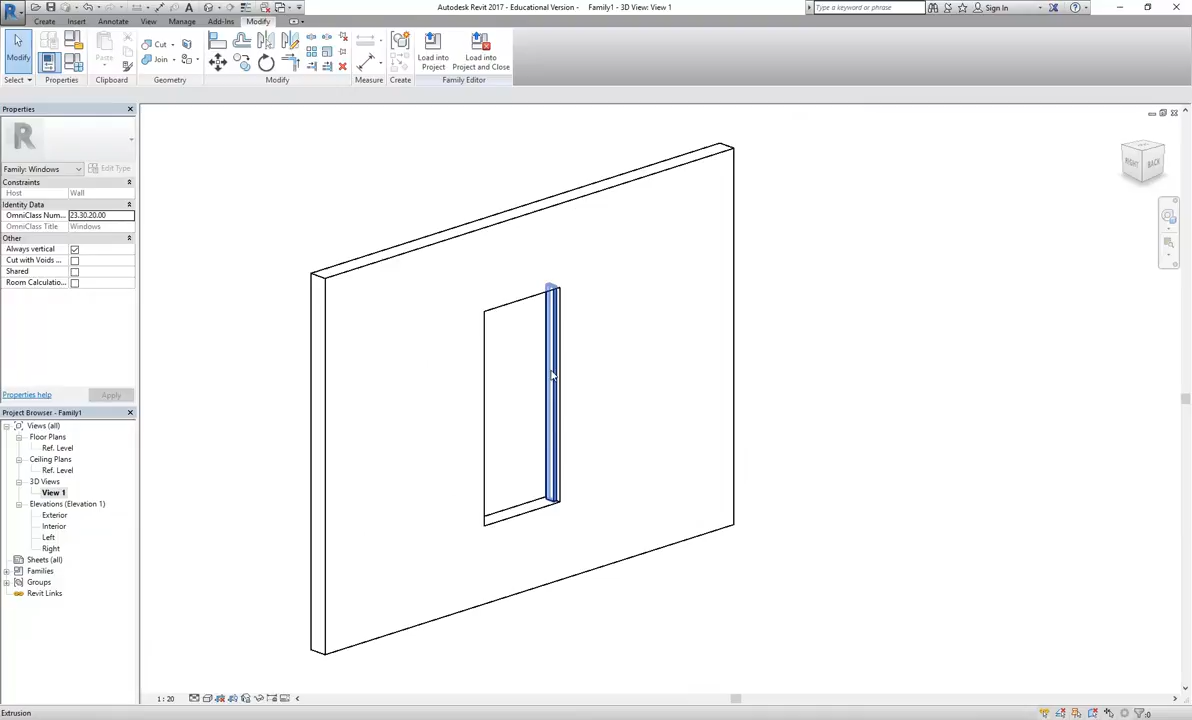 Autodesk Revit 2017 - Educational Version - Family1 - 3D View: View 1
Type a keyword or phrase
Sign In
Create Insert Annotate View Manage Add-Ins Modify
Modify
Cut
Join
Paste
Load into
Project
Load into
Project and Close
Select Properties Clipboard Geometry Modify Measure Create Family Editor
Properties
Family: Windows
Edit Type
Constraints
Host Wall
Identity Data
OmniClass Num... 23.30.20.00
OmniClass Title Windows
Other
Always vertical
Cut with Voids ...
Shared
Room Calculatio...
Properties help
Apply
Project Browser - Family1
Views (all)
Floor Plans
Ref. Level
Ceiling Plans
Ref. Level
3D Views
View 1
Elevations (Elevation 1)
Exterior
Interior
Left
Right
Sheets (all)
Families
Groups
Revit Links
RIGHT
BACK
1 : 20
Extrusion
:0